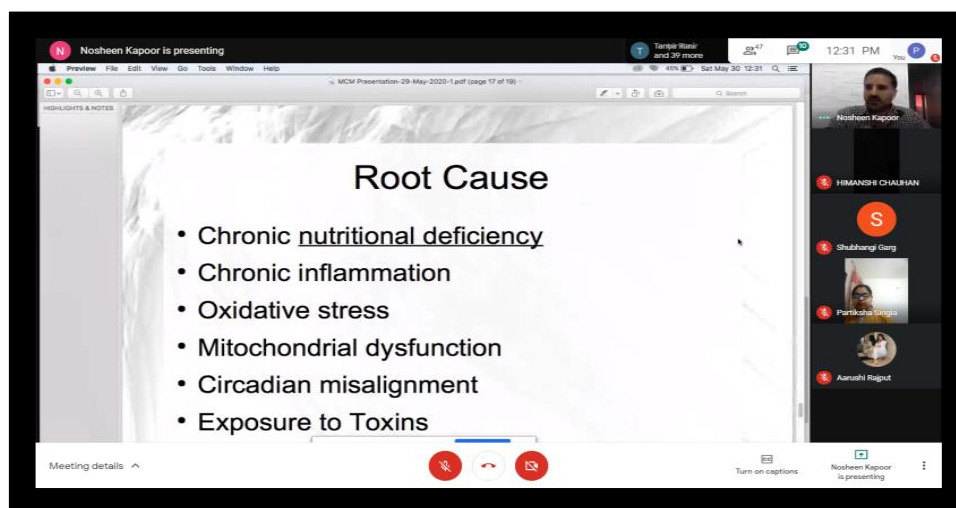 N Nosheen Kapoor is presenting
T
and 39 more
47
10
12:31 PM
You
P
Preview File Edit View Go Tools Window Help
45% Sat May 30 12:31
MCM-Presentation-29-May-2020-1.pdf (page 17 of 19)
Search
HIGHLIGHTS & NOTES
Root Cause
• Chronic nutritional deficiency
• Chronic inflammation
• Oxidative stress
• Mitochondrial dysfunction
• Circadian misalignment
• Exposure to Toxins
Nosheen Kapoor
HIMANSHI CHAUHAN
S
Shubhangi Garg
Partiksha Singla
Aarushi Rajput
Meeting details
Turn on captions
Nosheen Kapoor
is presenting